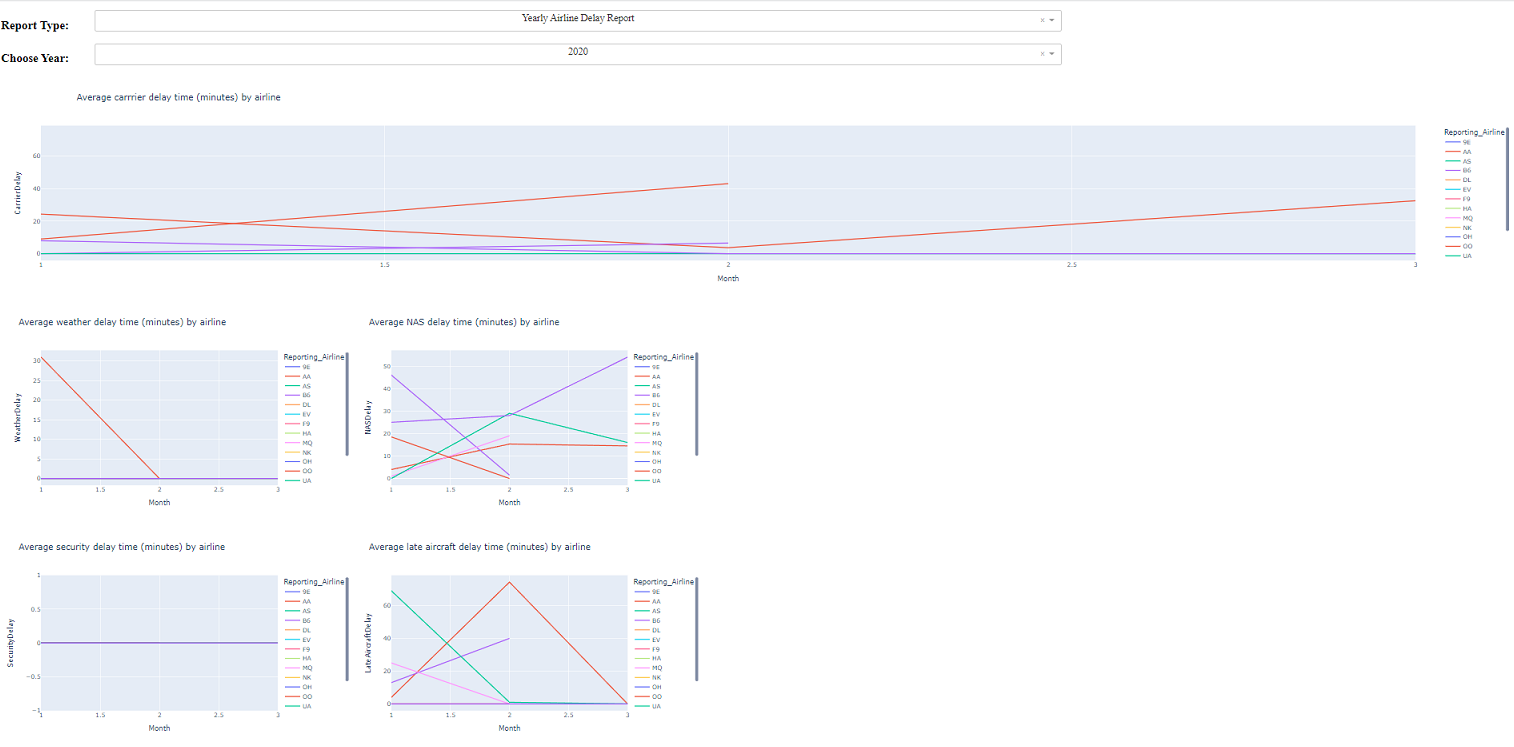 Report Type:
Yearly Airline Delay Report
x
Choose Year:
2020
x
Average carrrier delay time (minutes) by airline
CarrierDelay
60
40
20
0
1
1.5
2
2.5
3
Month
Reporting_Airline
9E
AA
AS
B6
DL
EV
F9
HA
MQ
NK
OH
OO
UA
Average weather delay time (minutes) by airline
WeatherDelay
30
25
20
15
10
5
0
1
1.5
2
2.5
3
Month
Reporting_Airline
9E
AA
AS
B6
DL
EV
F9
HA
MQ
NK
OH
OO
UA
Average NAS delay time (minutes) by airline
NASDelay
50
40
30
20
10
0
1
1.5
2
2.5
3
Month
Reporting_Airline
9E
AA
AS
B6
DL
EV
F9
HA
MQ
NK
OH
OO
UA
Average security delay time (minutes) by airline
SecurityDelay
1
0.5
0
−0.5
−1
1
1.5
2
2.5
3
Month
Reporting_Airline
9E
AA
AS
B6
DL
EV
F9
HA
MQ
NK
OH
OO
UA
Average late aircraft delay time (minutes) by airline
LateAircraftDelay
60
40
20
0
1
1.5
2
2.5
3
Month
Reporting_Airline
9E
AA
AS
B6
DL
EV
F9
HA
MQ
NK
OH
OO
UA